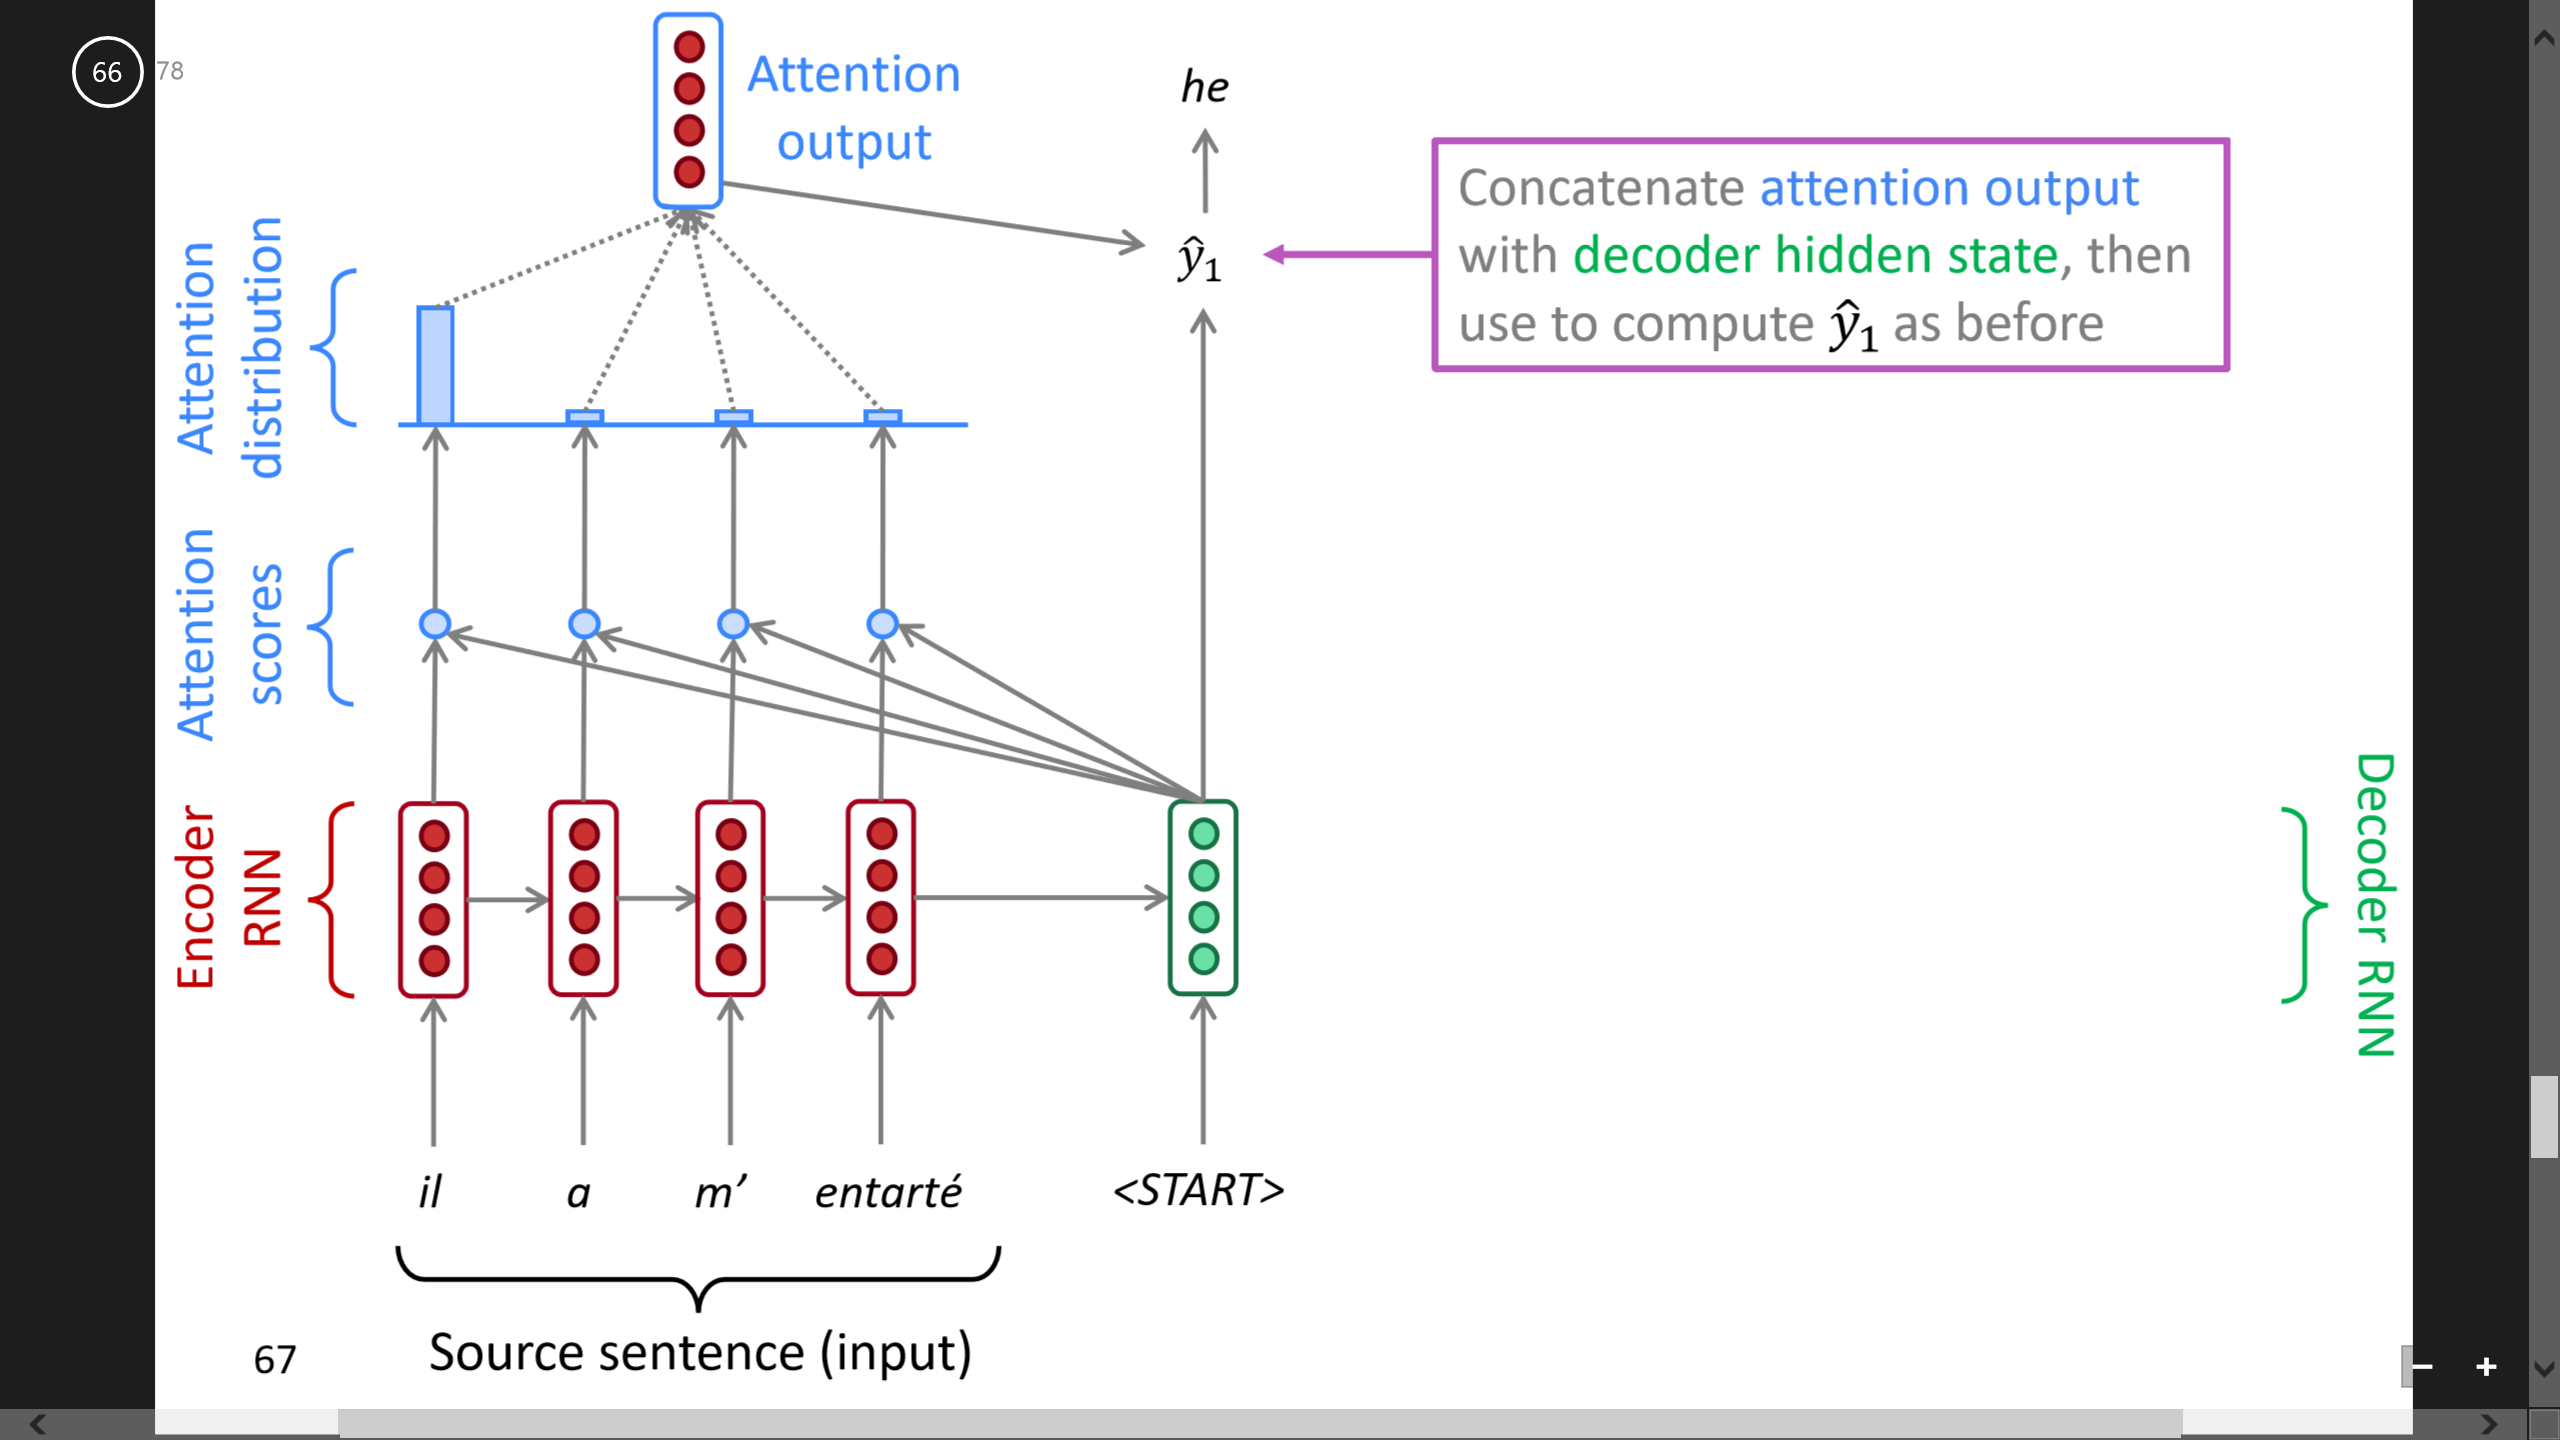 66 78
Attention
output
he
ŷ₁
Concatenate attention output
with decoder hidden state, then
use to compute ŷ₁ as before
Attention
distribution
Attention
scores
Encoder
RNN
Decoder RNN
il a m’ entarté <START>
Source sentence (input)
67